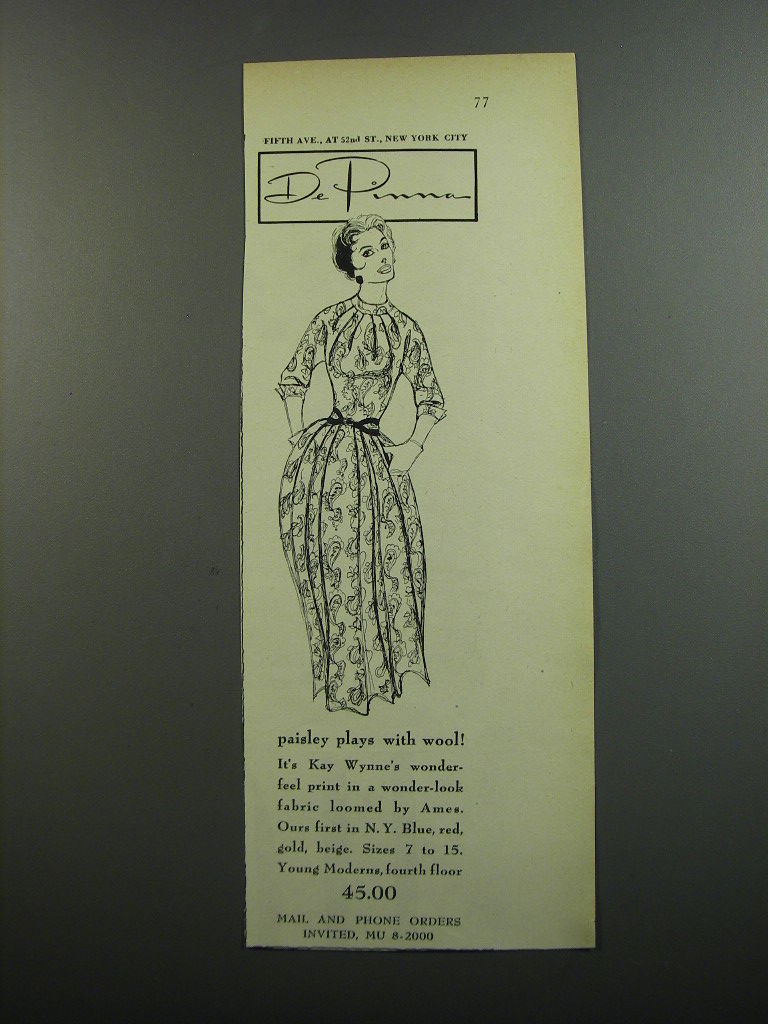 77
FIFTH AVE., AT 52nd ST., NEW YORK CITY
De Pinna
paisley plays with wool!
It's Kay Wynne's wonder-
feel print in a wonder-look
fabric loomed by Ames.
Ours first in N. Y. Blue, red,
gold, beige. Sizes 7 to 15.
Young Moderns, fourth floor
45.00
MAIL AND PHONE ORDERS
INVITED, MU 8-2000